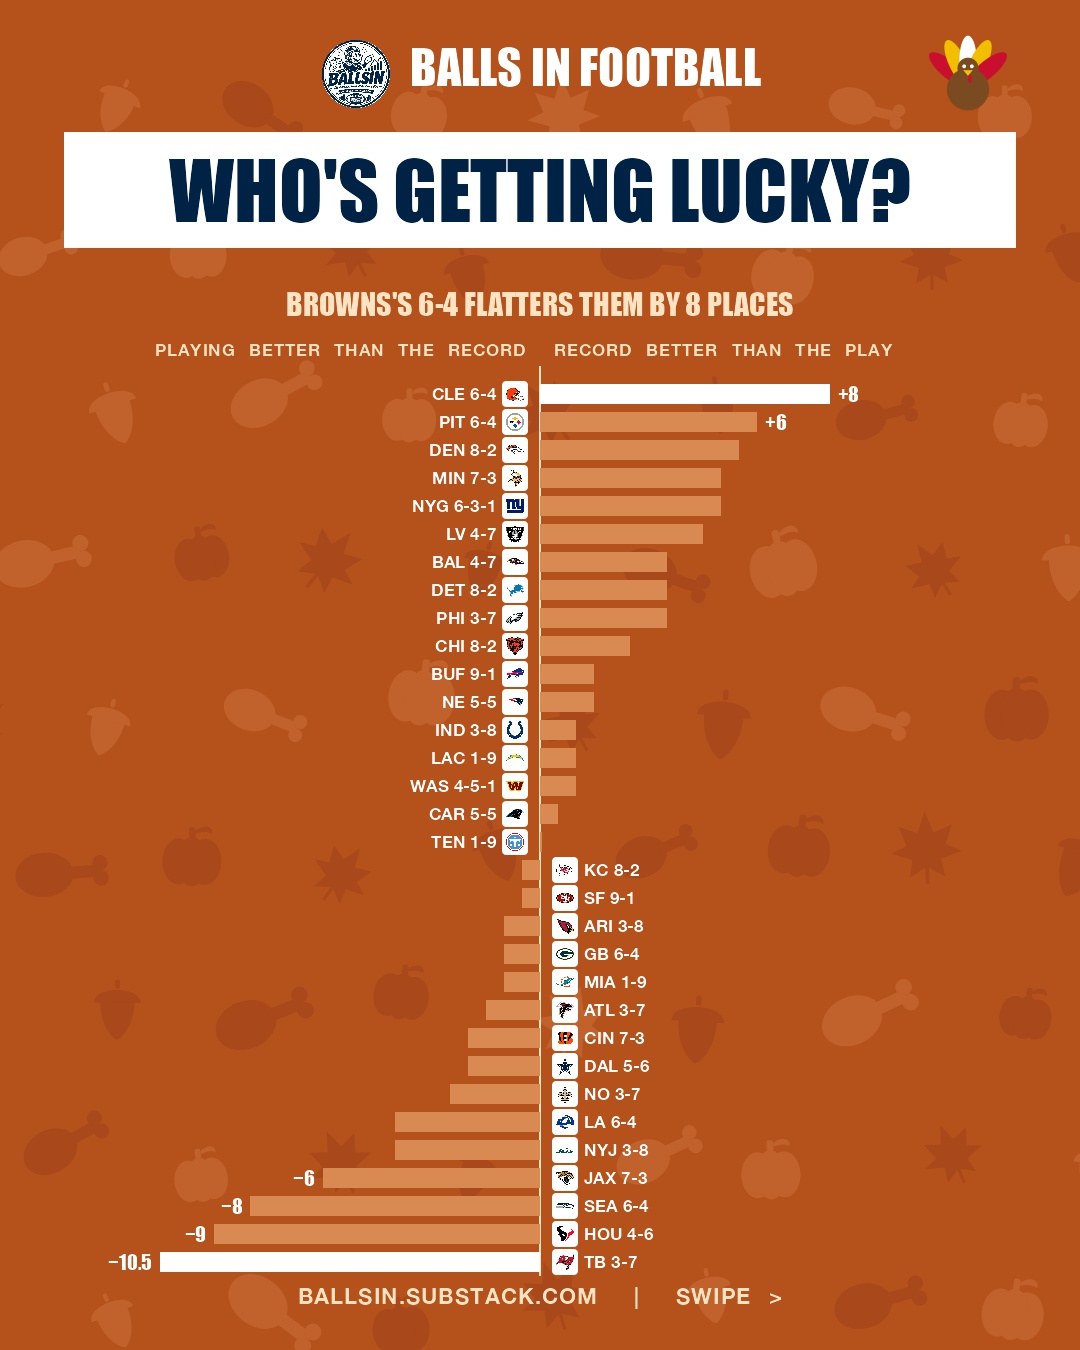 BALLSIN
BALLS IN FOOTBALL
WHO'S GETTING LUCKY?
BROWNS'S 6-4 FLATTERS THEM BY 8 PLACES
PLAYING BETTER THAN THE RECORD
RECORD BETTER THAN THE PLAY
CLE 6-4 +8
PIT 6-4 +6
DEN 8-2
MIN 7-3
NYG 6-3-1
LV 4-7
BAL 4-7
DET 8-2
PHI 3-7
CHI 8-2
BUF 9-1
NE 5-5
IND 3-8
LAC 1-9
WAS 4-5-1
CAR 5-5
TEN 1-9
KC 8-2
SF 9-1
ARI 3-8
GB 6-4
MIA 1-9
ATL 3-7
CIN 7-3
DAL 5-6
NO 3-7
LA 6-4
NYJ 3-8
−6 JAX 7-3
−8 SEA 6-4
−9 HOU 4-6
−10.5 TB 3-7
BALLSIN.SUBSTACK.COM | SWIPE >